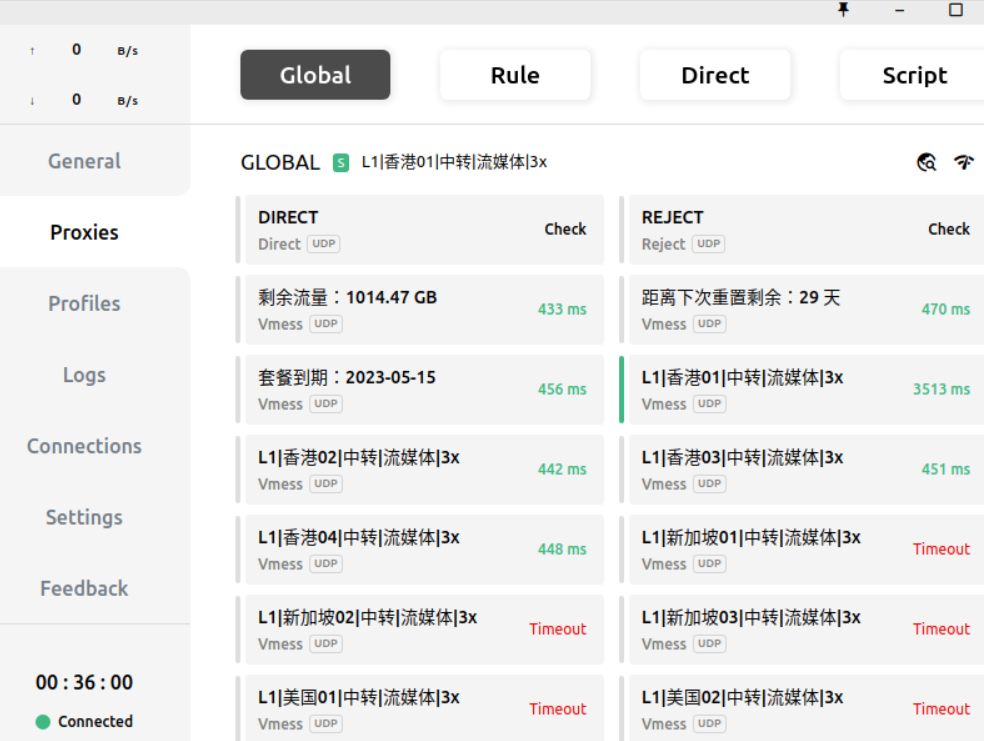 ↑ 0 B/s
↓ 0 B/s
Global Rule Direct Script
General
Proxies
Profiles
Logs
Connections
Settings
Feedback
00 : 36 : 00
Connected
GLOBAL S L1|香港01|中转|流媒体|3x
DIRECT
Direct UDP
Check
REJECT
Reject UDP
Check
剩余流量：1014.47 GB
Vmess UDP
433 ms
距离下次重置剩余：29 天
Vmess UDP
470 ms
套餐到期：2023-05-15
Vmess UDP
456 ms
L1|香港01|中转|流媒体|3x
Vmess UDP
3513 ms
L1|香港02|中转|流媒体|3x
Vmess UDP
442 ms
L1|香港03|中转|流媒体|3x
Vmess UDP
451 ms
L1|香港04|中转|流媒体|3x
Vmess UDP
448 ms
L1|新加坡01|中转|流媒体|3x
Vmess UDP
Timeout
L1|新加坡02|中转|流媒体|3x
Vmess UDP
Timeout
L1|新加坡03|中转|流媒体|3x
Vmess UDP
Timeout
L1|美国01|中转|流媒体|3x
Vmess UDP
Timeout
L1|美国02|中转|流媒体|3x
Vmess UDP
Timeout